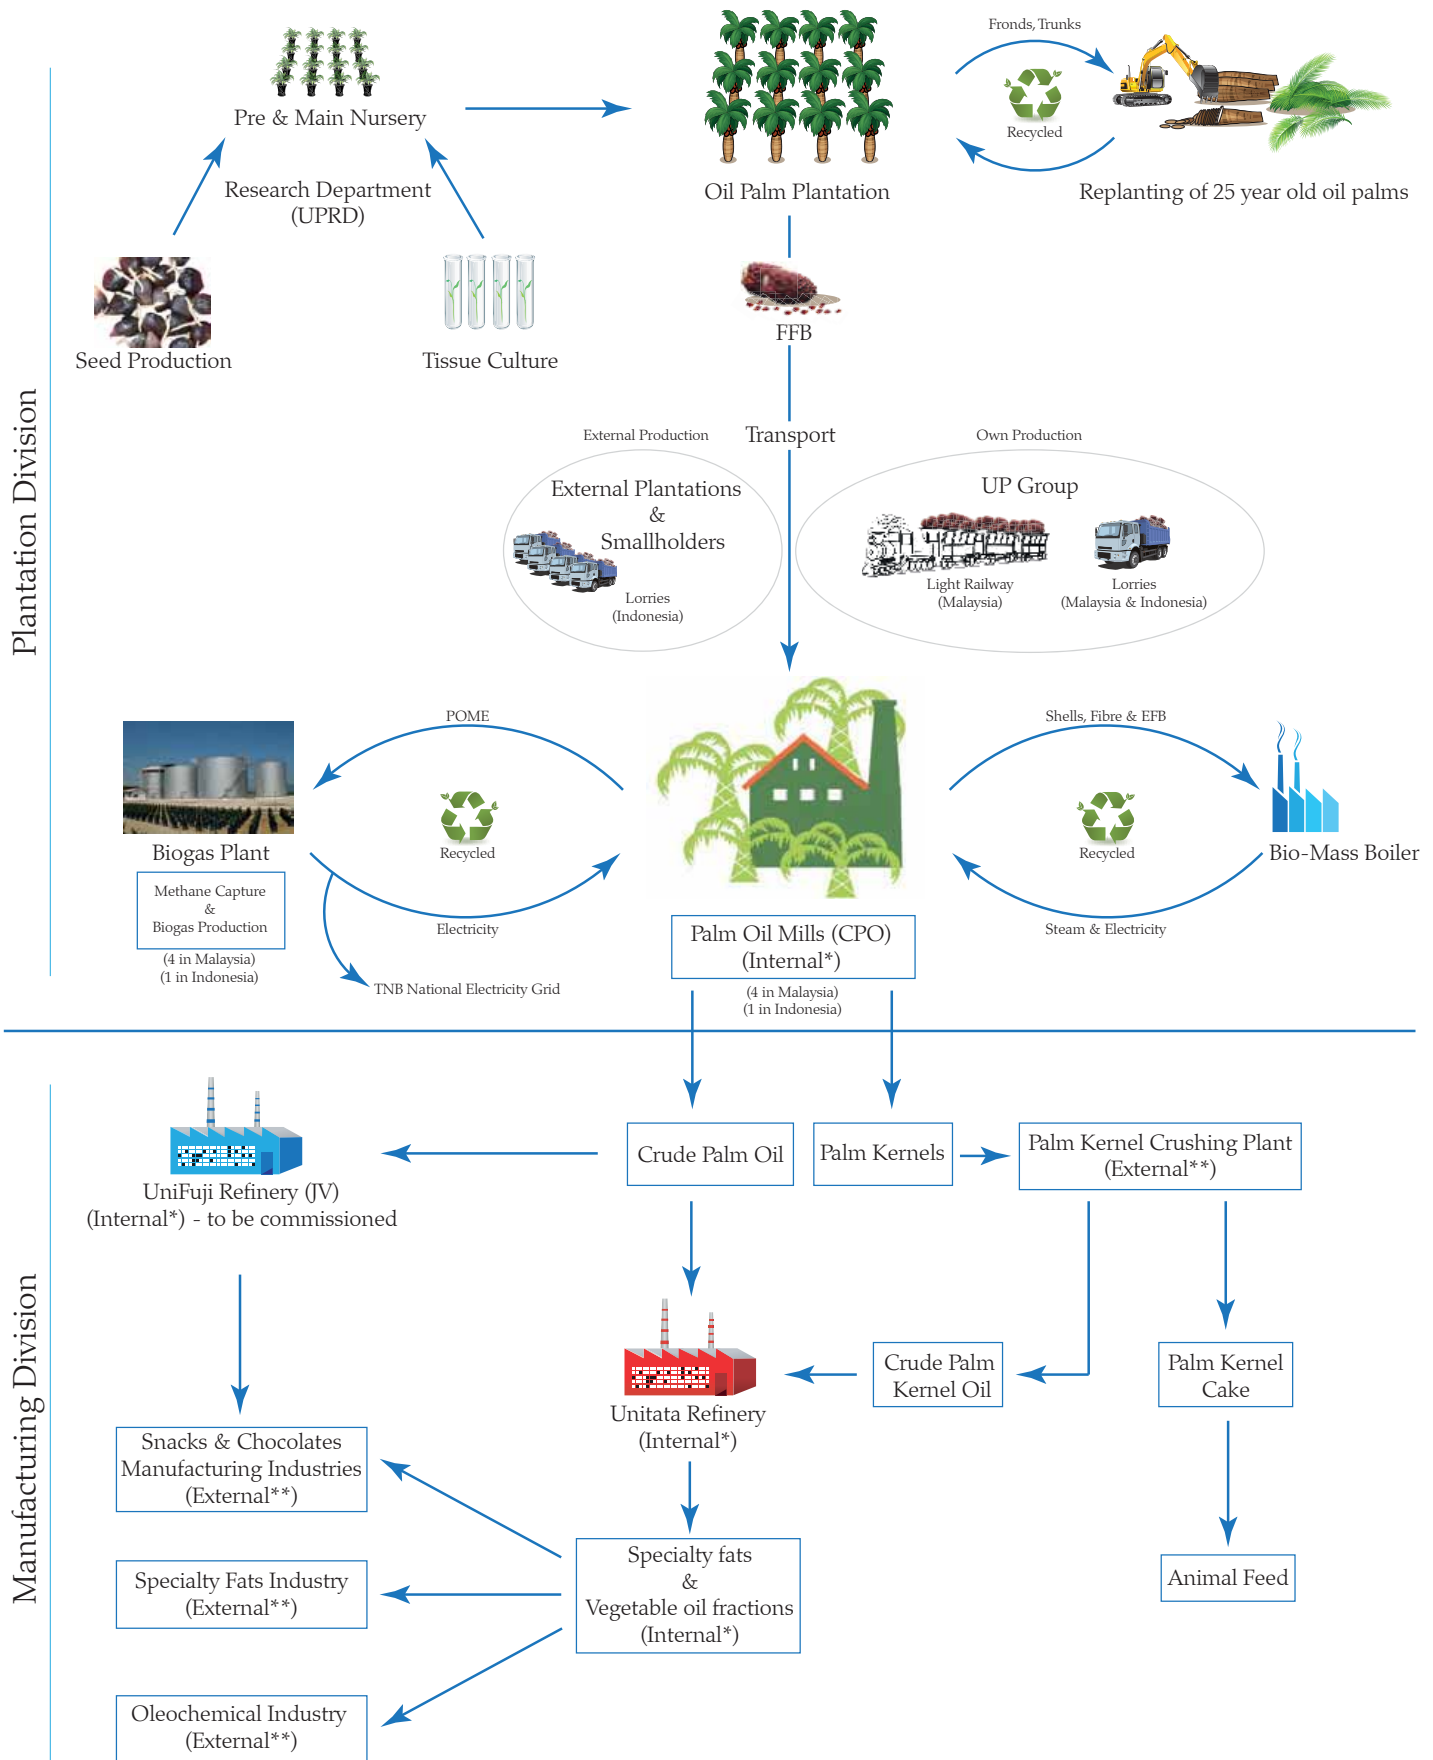 Plantation Division
Fronds, Trunks
Pre & Main Nursery
Recycled
Research Department
(UPRD)
Oil Palm Plantation
Replanting of 25 year old oil palms
Seed Production
Tissue Culture
FFB
External Production
Transport
Own Production
External Plantations
&
Smallholders
Lorries
(Indonesia)
UP Group
Light Railway
(Malaysia)
Lorries
(Malaysia & Indonesia)
POME
Shells, Fibre & EFB
Recycled
Recycled
Biogas Plant
Bio-Mass Boiler
Methane Capture
&
Biogas Production
(4 in Malaysia)
(1 in Indonesia)
Electricity
Steam & Electricity
TNB National Electricity Grid
Palm Oil Mills (CPO)
(Internal*)
(4 in Malaysia)
(1 in Indonesia)
Manufacturing Division
UniFuji Refinery (JV)
(Internal*) - to be commissioned
Crude Palm Oil
Palm Kernels
Palm Kernel Crushing Plant
(External**)
Crude Palm
Kernel Oil
Palm Kernel
Cake
Unitata Refinery
(Internal*)
Snacks & Chocolates
Manufacturing Industries
(External**)
Specialty fats
&
Vegetable oil fractions
(Internal*)
Specialty Fats Industry
(External**)
Animal Feed
Oleochemical Industry
(External**)